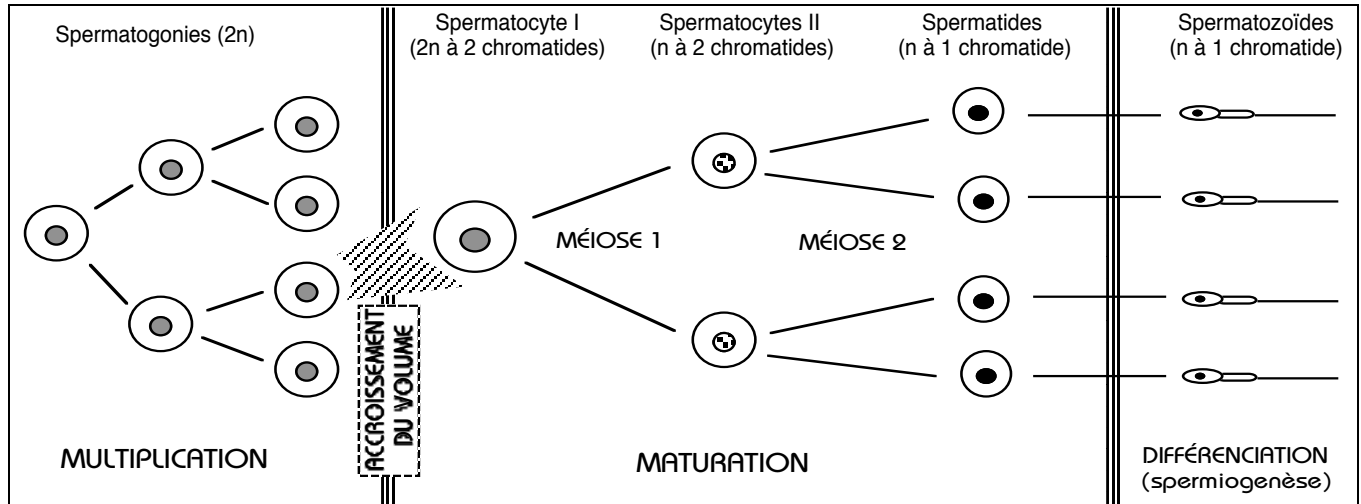 Spermatogonies (2n)
Spermatocyte I
(2n à 2 chromatides)
Spermatocytes II
(n à 2 chromatides)
Spermatides
(n à 1 chromatide)
Spermatozoïdes
(n à 1 chromatide)
MÉIOSE 1
MÉIOSE 2
ACCROISSEMENT
DU VOLUME
MULTIPLICATION
MATURATION
DIFFÉRENCIATION
(spermiogenèse)